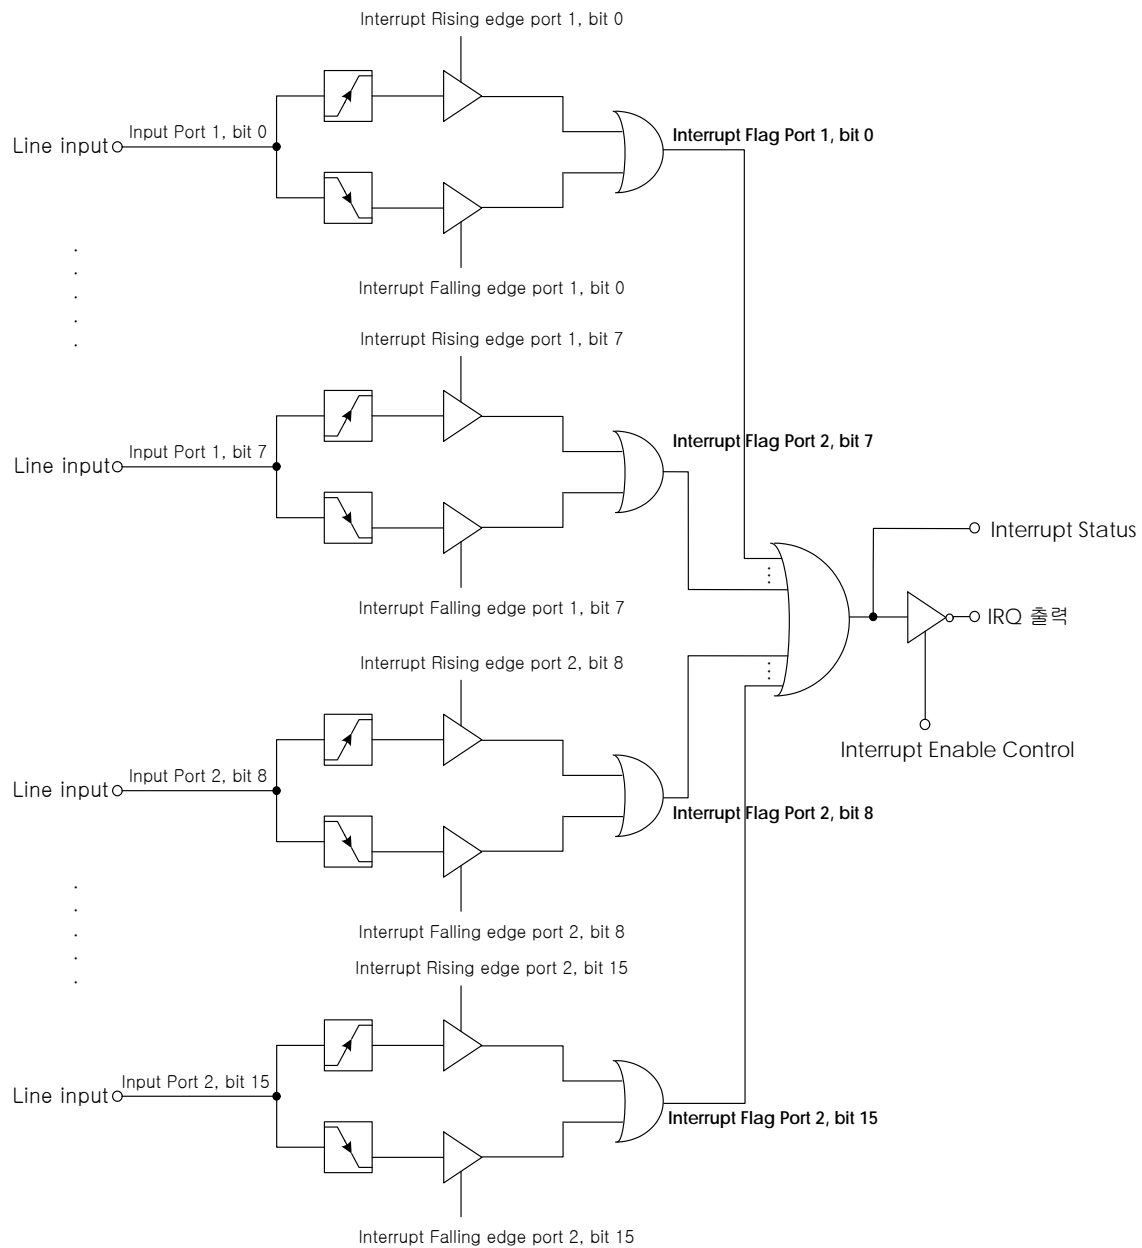 Interrupt Rising edge port 1, bit 0
Line input
Input Port 1, bit 0
Interrupt Flag Port 1, bit 0
Interrupt Falling edge port 1, bit 0
Interrupt Rising edge port 1, bit 7
Line input
Input Port 1, bit 7
Interrupt Flag Port 2, bit 7
Interrupt Status
Interrupt Falling edge port 1, bit 7
IRQ 출력
Interrupt Rising edge port 2, bit 8
Interrupt Enable Control
Line input
Input Port 2, bit 8
Interrupt Flag Port 2, bit 8
Interrupt Falling edge port 2, bit 8
Interrupt Rising edge port 2, bit 15
Line input
Input Port 2, bit 15
Interrupt Flag Port 2, bit 15
Interrupt Falling edge port 2, bit 15